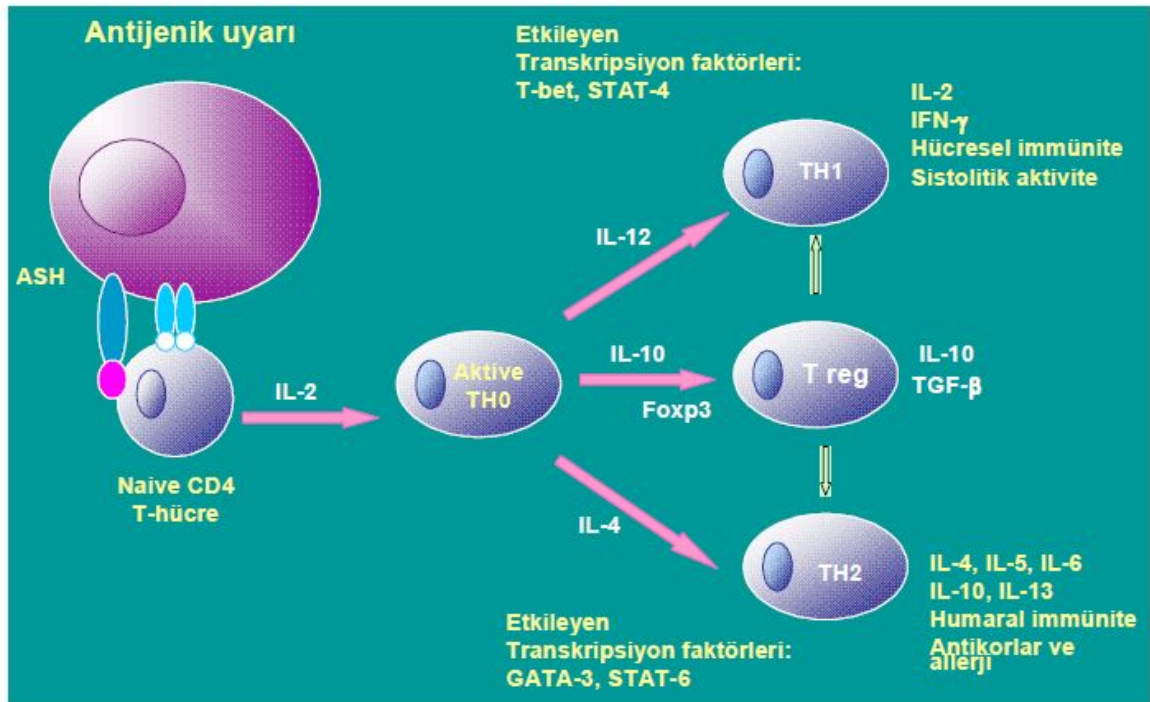 Antijenik uyarı
Etkileyen
Transkripsiyon faktörleri:
T-bet, STAT-4
IL-2
IFN-γ
Hücresel immünite
Sistolitik aktivite
TH1
IL-12
ASH
IL-2
Aktive
TH0
IL-10
Foxp3
T reg
IL-10
TGF-β
Naive CD4
T-hücre
IL-4
TH2
IL-4, IL-5, IL-6
IL-10, IL-13
Humaral immünite
Antikorlar ve
allerji
Etkileyen
Transkripsiyon faktörleri:
GATA-3, STAT-6